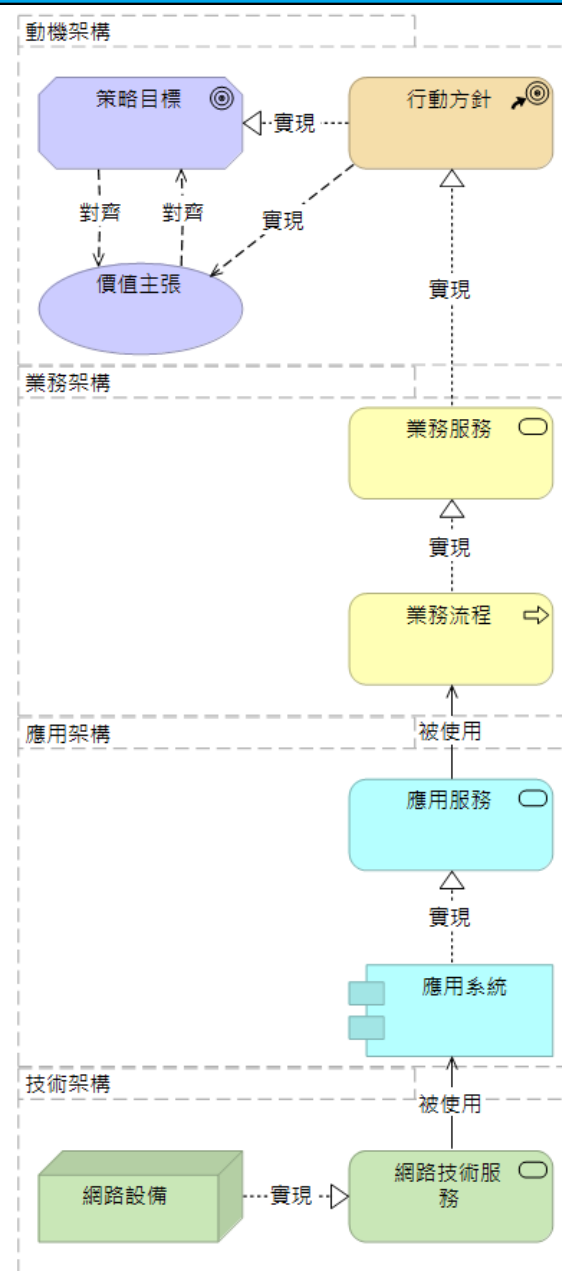 動機架構
策略目標
行動方針
實現
對齊
對齊
實現
價值主張
實現
業務架構
業務服務
實現
業務流程
應用架構
被使用
應用服務
實現
應用系統
技術架構
被使用
網路設備
實現
網路技術服
務